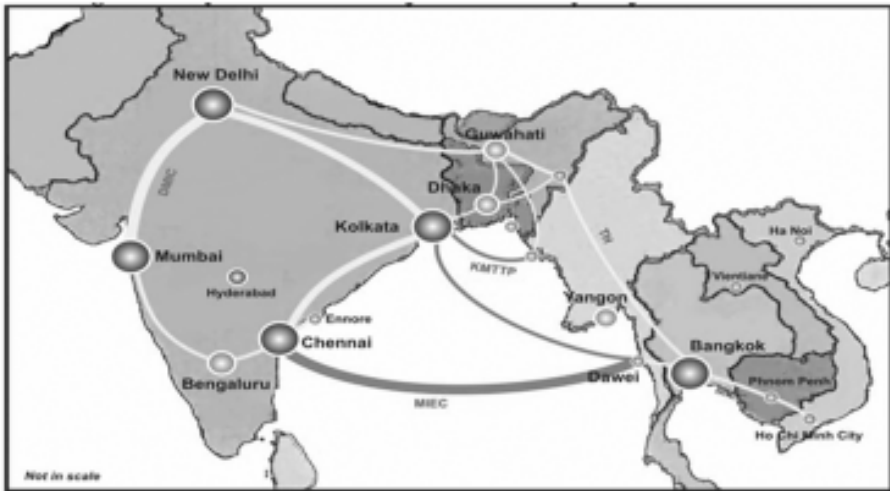 New Delhi
Guwahati
DMIC
Dhaka
Kolkata
TH
Ha Noi
Mumbai
KMTTP
Vientiane
Hyderabad
Yangon
Ennore
Chennai
Bangkok
Bengaluru
Dawei
Phnom Penh
MIEC
Ho Chi Minh City
Not in scale